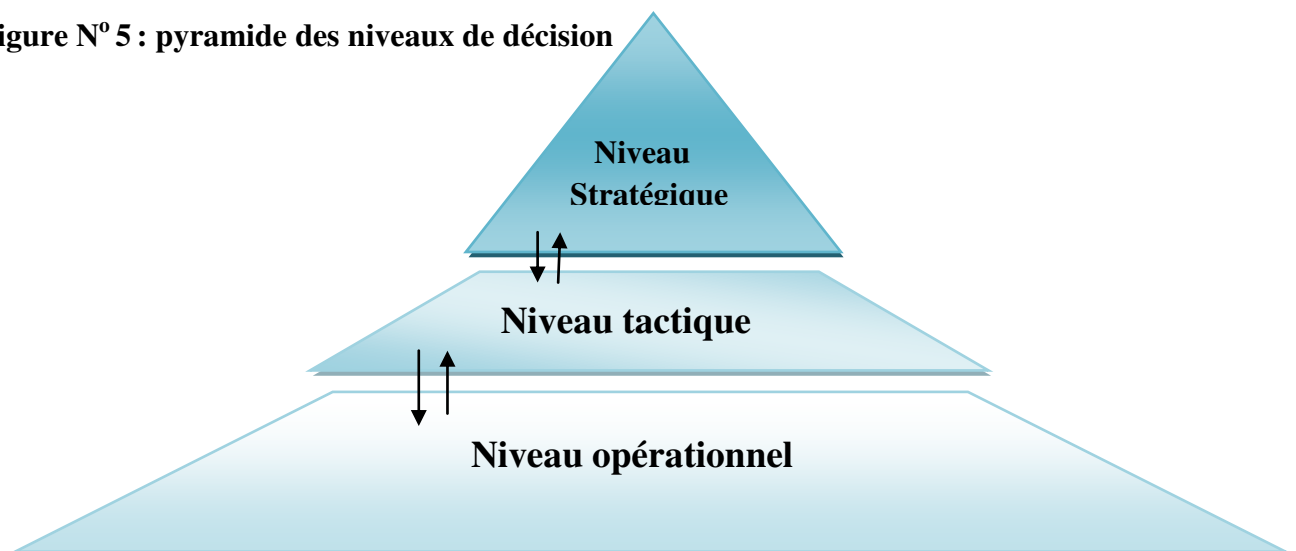 igure Nº 5 : pyramide des niveaux de décision
Niveau
Stratégique
Niveau tactique
Niveau opérationnel